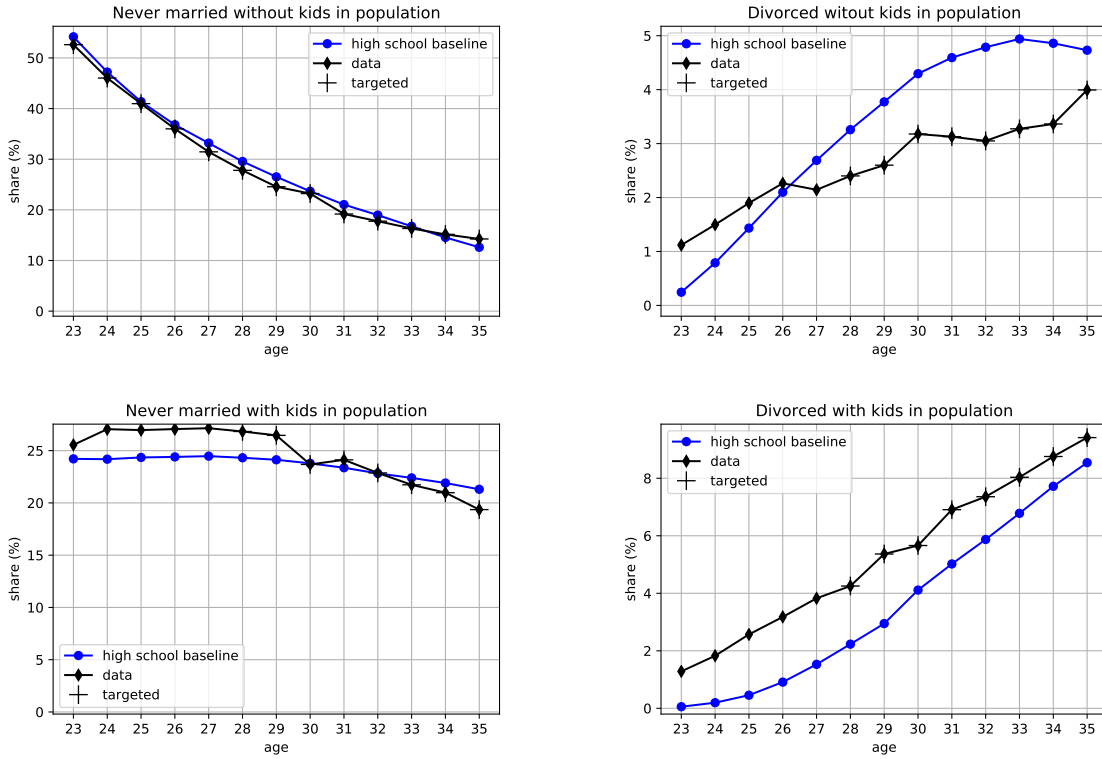 Never married without kids in population
share (%)
50
40
30
20
10
0
high school baseline
data
targeted
23 24 25 26 27 28 29 30 31 32 33 34 35
age
Divorced witout kids in population
share (%)
5
4
3
2
1
0
high school baseline
data
targeted
23 24 25 26 27 28 29 30 31 32 33 34 35
age
Never married with kids in population
share (%)
25
20
15
10
5
0
high school baseline
data
targeted
23 24 25 26 27 28 29 30 31 32 33 34 35
age
Divorced with kids in population
share (%)
8
6
4
2
0
high school baseline
data
targeted
23 24 25 26 27 28 29 30 31 32 33 34 35
age